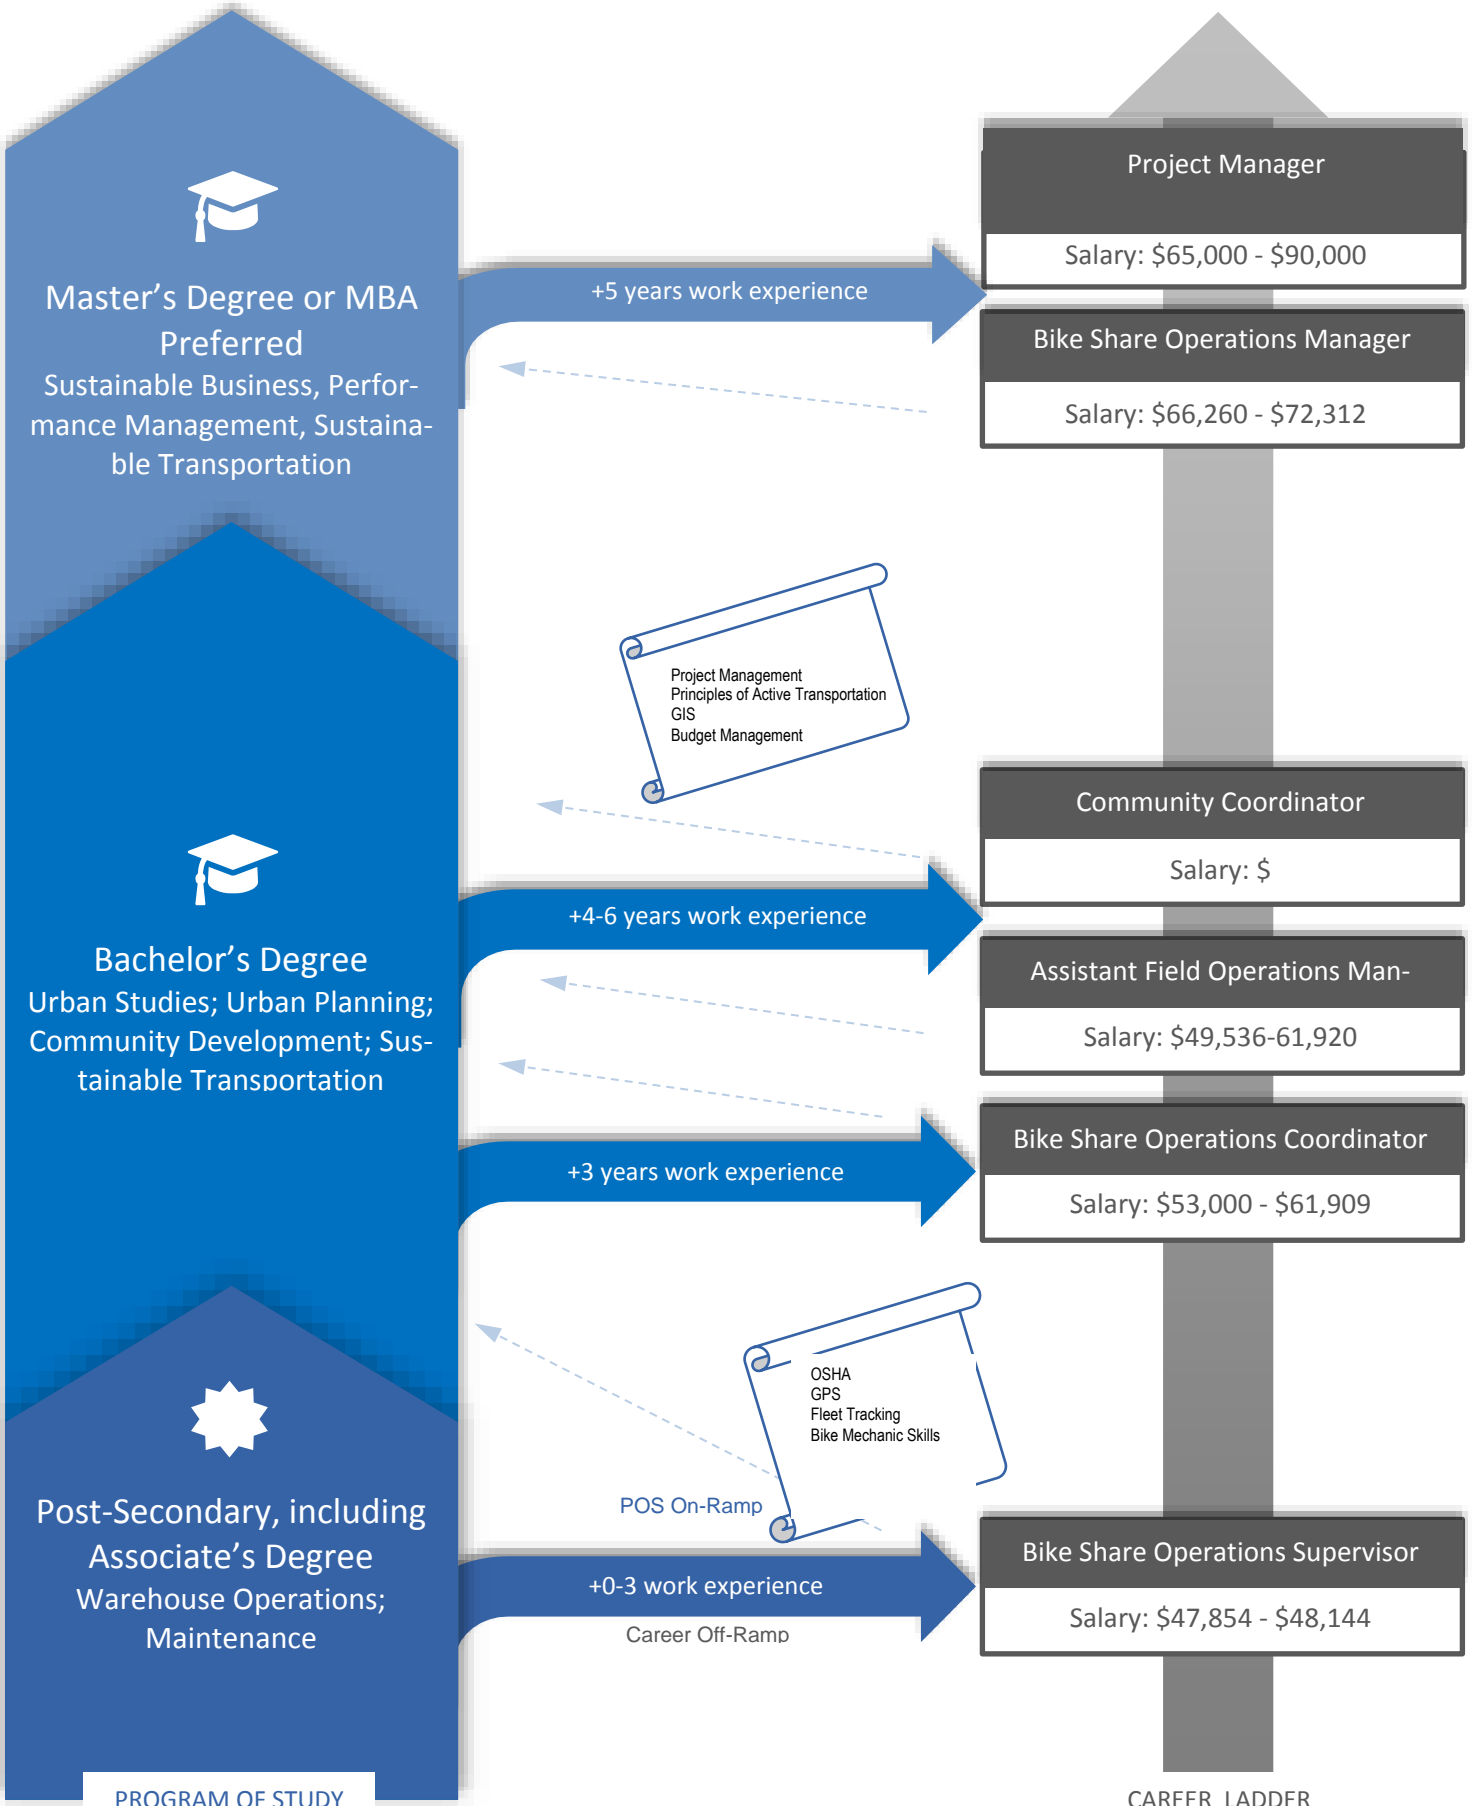 Project Manager
Salary: $65,000 - $90,000
+5 years work experience
Master’s Degree or MBA
Preferred
Sustainable Business, Perfor-
mance Management, Sustaina-
ble Transportation
Bike Share Operations Manager
Salary: $66,260 - $72,312
Project Management
Principles of Active Transportation
GIS
Budget Management
Community Coordinator
Salary: $
+4-6 years work experience
Bachelor’s Degree
Urban Studies; Urban Planning;
Community Development; Sus-
tainable Transportation
Assistant Field Operations Man-
Salary: $49,536-61,920
Bike Share Operations Coordinator
Salary: $53,000 - $61,909
+3 years work experience
OSHA
GPS
Fleet Tracking
Bike Mechanic Skills
POS On-Ramp
Post-Secondary, including
Associate’s Degree
Warehouse Operations;
Maintenance
+0-3 work experience
Career Off-Ramp
Bike Share Operations Supervisor
Salary: $47,854 - $48,144
PROGRAM OF STUDY
CAREER LADDER